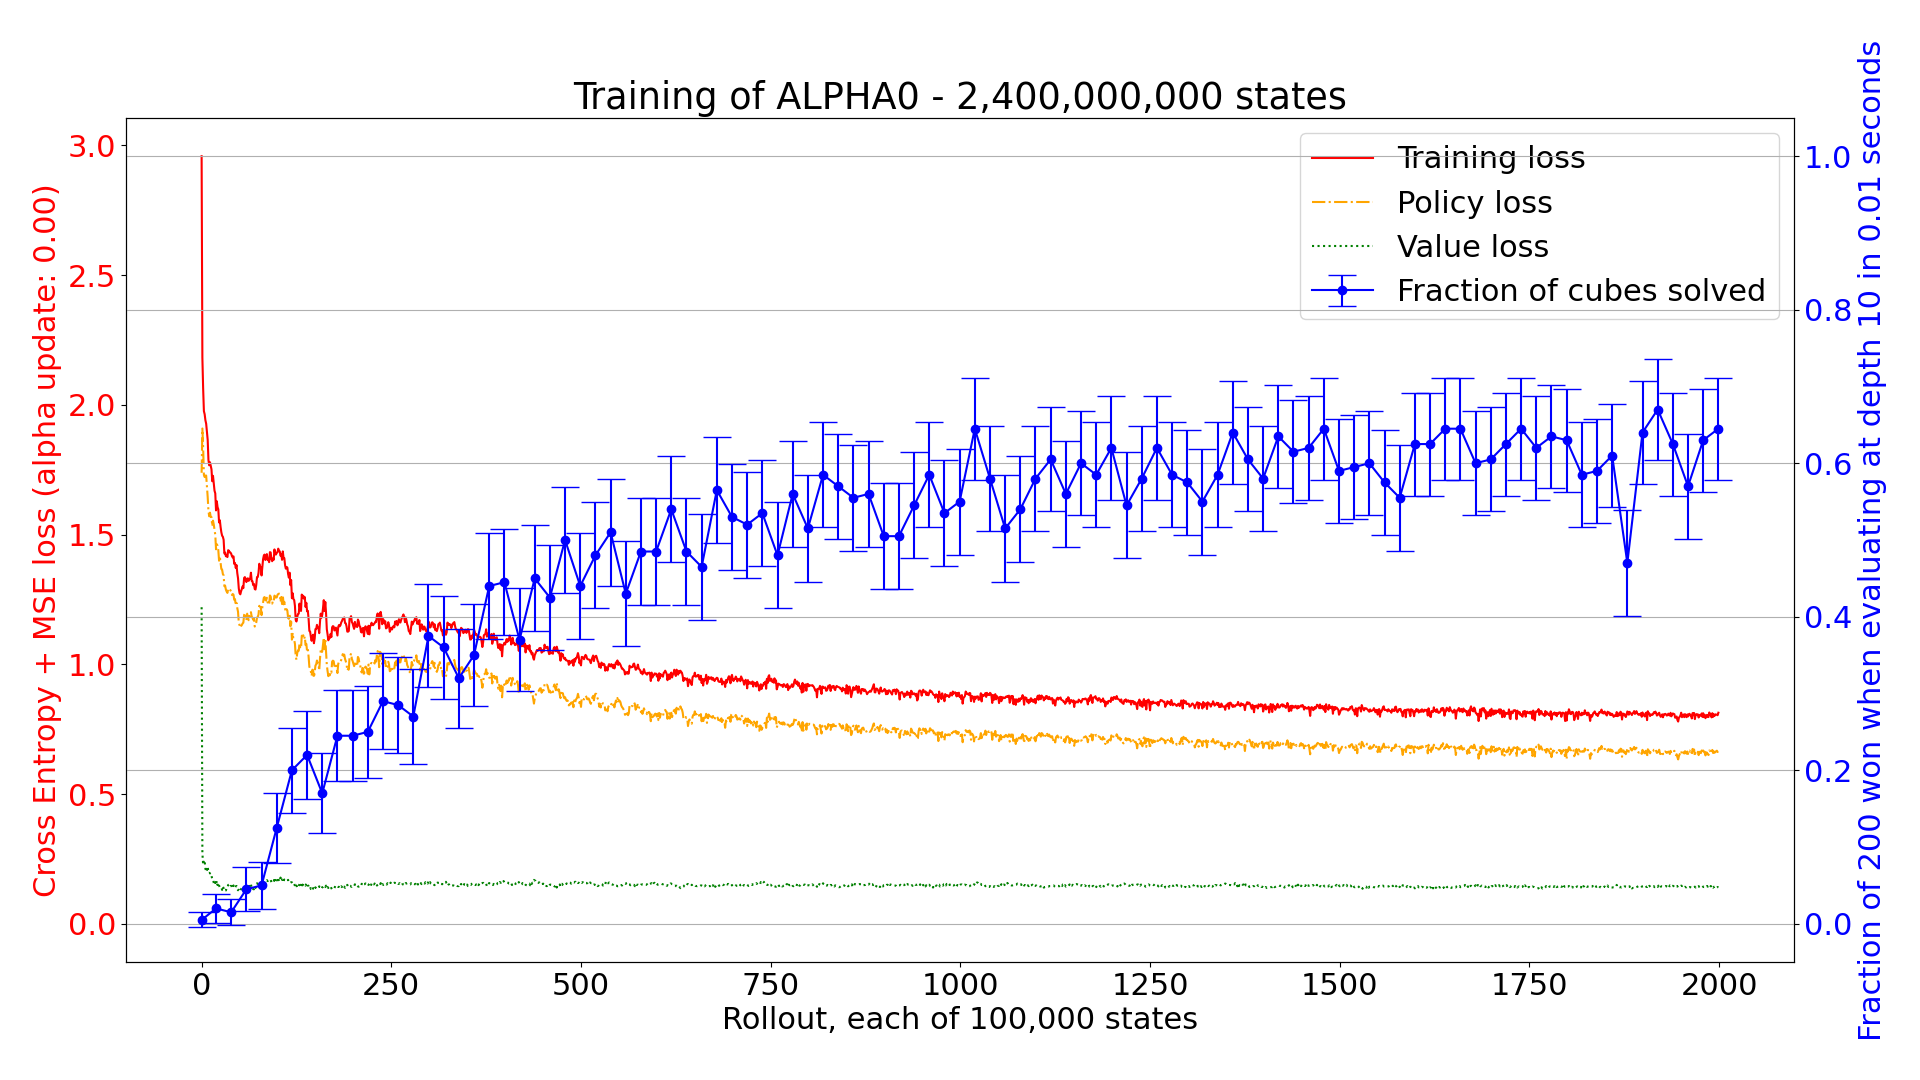 Training of ALPHA0 - 2,400,000,000 states
Cross Entropy + MSE loss (alpha update: 0.00)
3.0
2.5
2.0
1.5
1.0
0.5
0.0
Training loss
Policy loss
Value loss
Fraction of cubes solved
1.0
0.8
0.6
0.4
0.2
0.0
Fraction of 200 won when evaluating at depth 10 in 0.01 seconds
0 250 500 750 1000 1250 1500 1750 2000
Rollout, each of 100,000 states